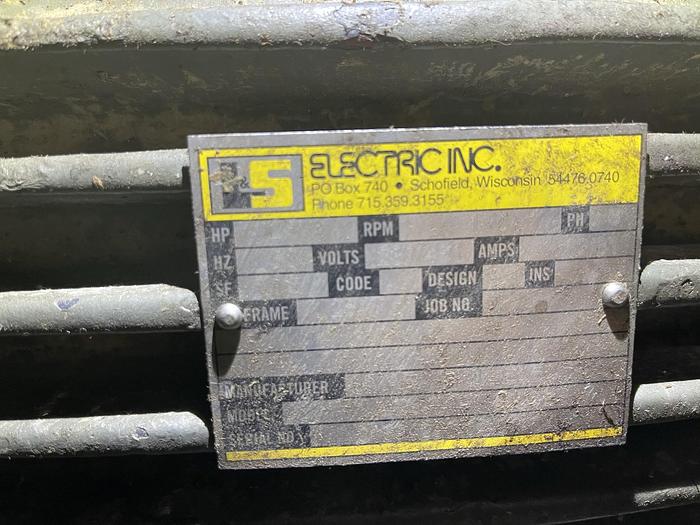 LS ELECTRIC INC.
PO Box 740 • Schofield, Wisconsin 54476.0740
Phone 715.359.3155
HP RPM PH
HZ VOLTS AMPS
SF CODE DESIGN INS
FRAME JOB NO.
MANUFACTURER
MODEL
SERIAL NO.